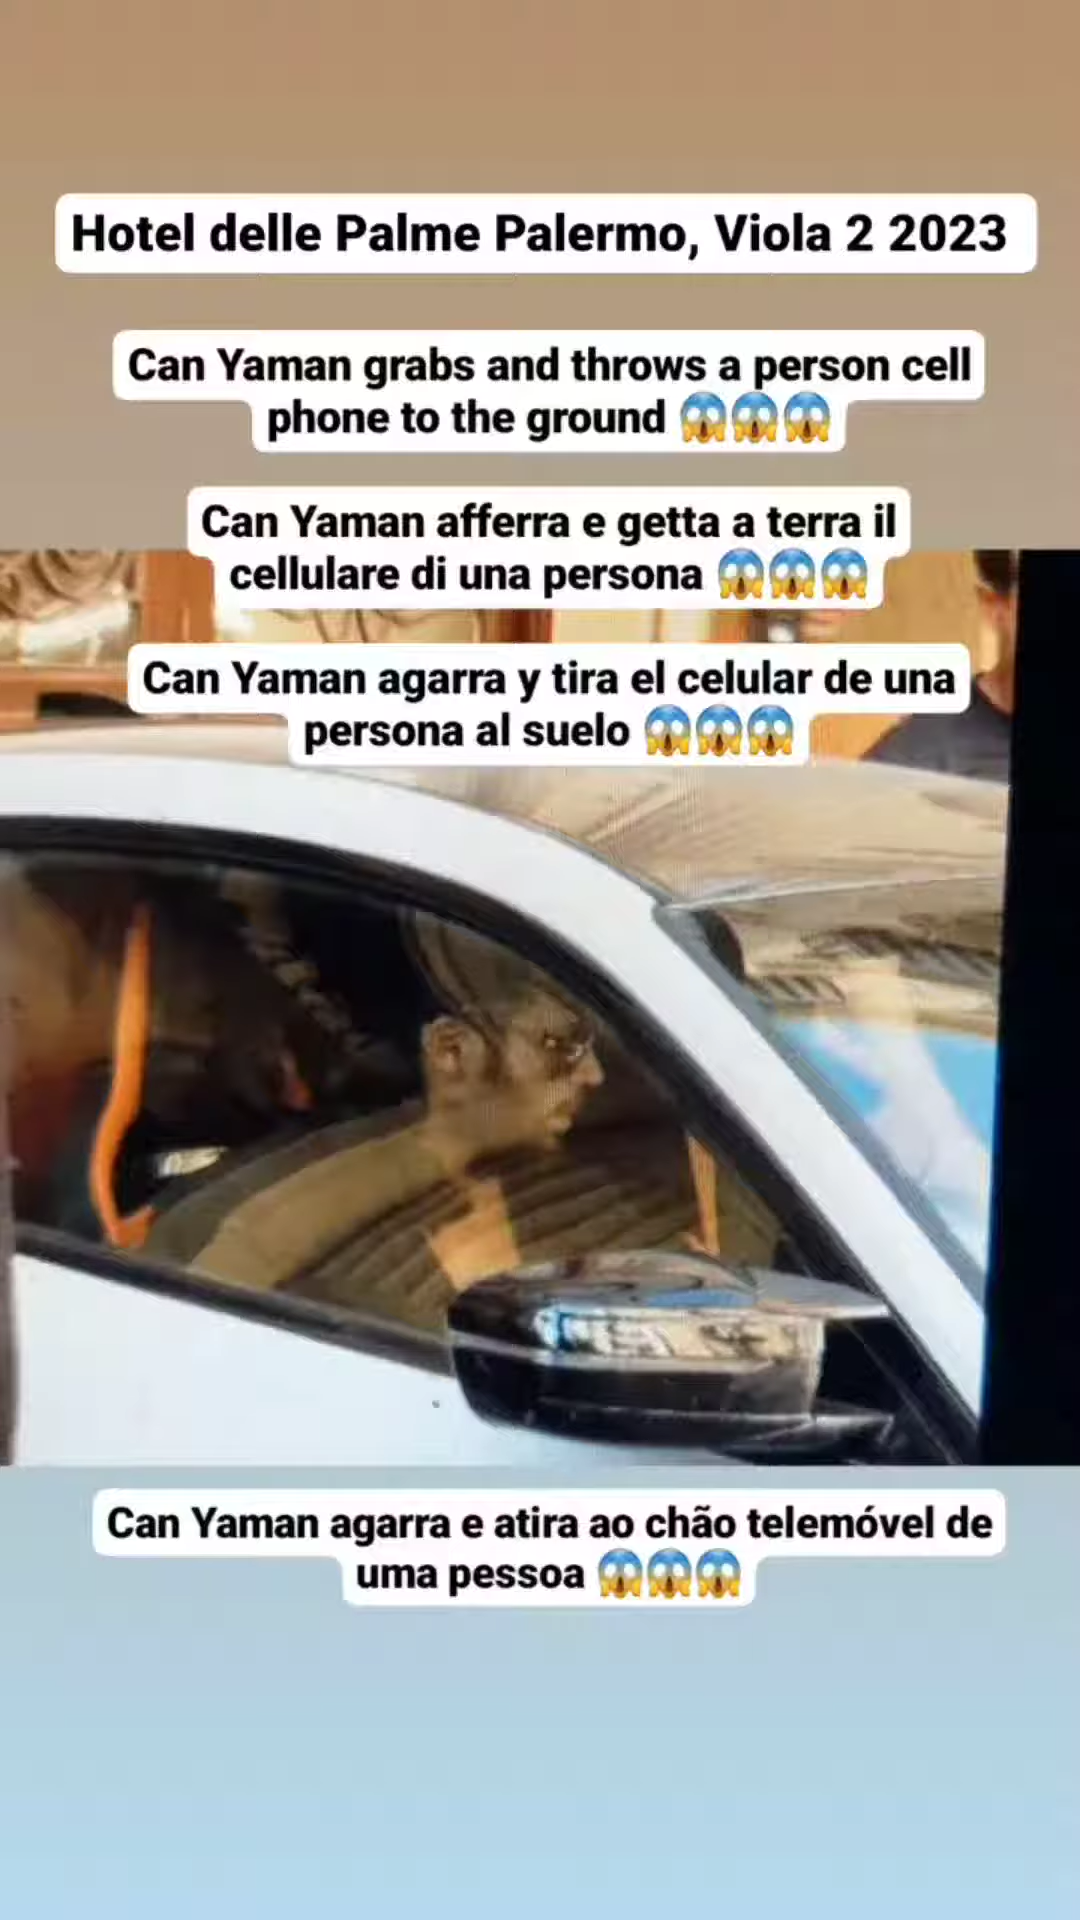 Hotel delle Palme Palermo, Viola 2 2023
Can Yaman grabs and throws a person cell
phone to the ground 😱😱😱
Can Yaman afferra e getta a terra il
cellulare di una persona 😱😱😱
Can Yaman agarra y tira el celular de una
persona al suelo 😱😱😱
Can Yaman agarra e atira ao chão telemóvel de
uma pessoa 😱😱😱